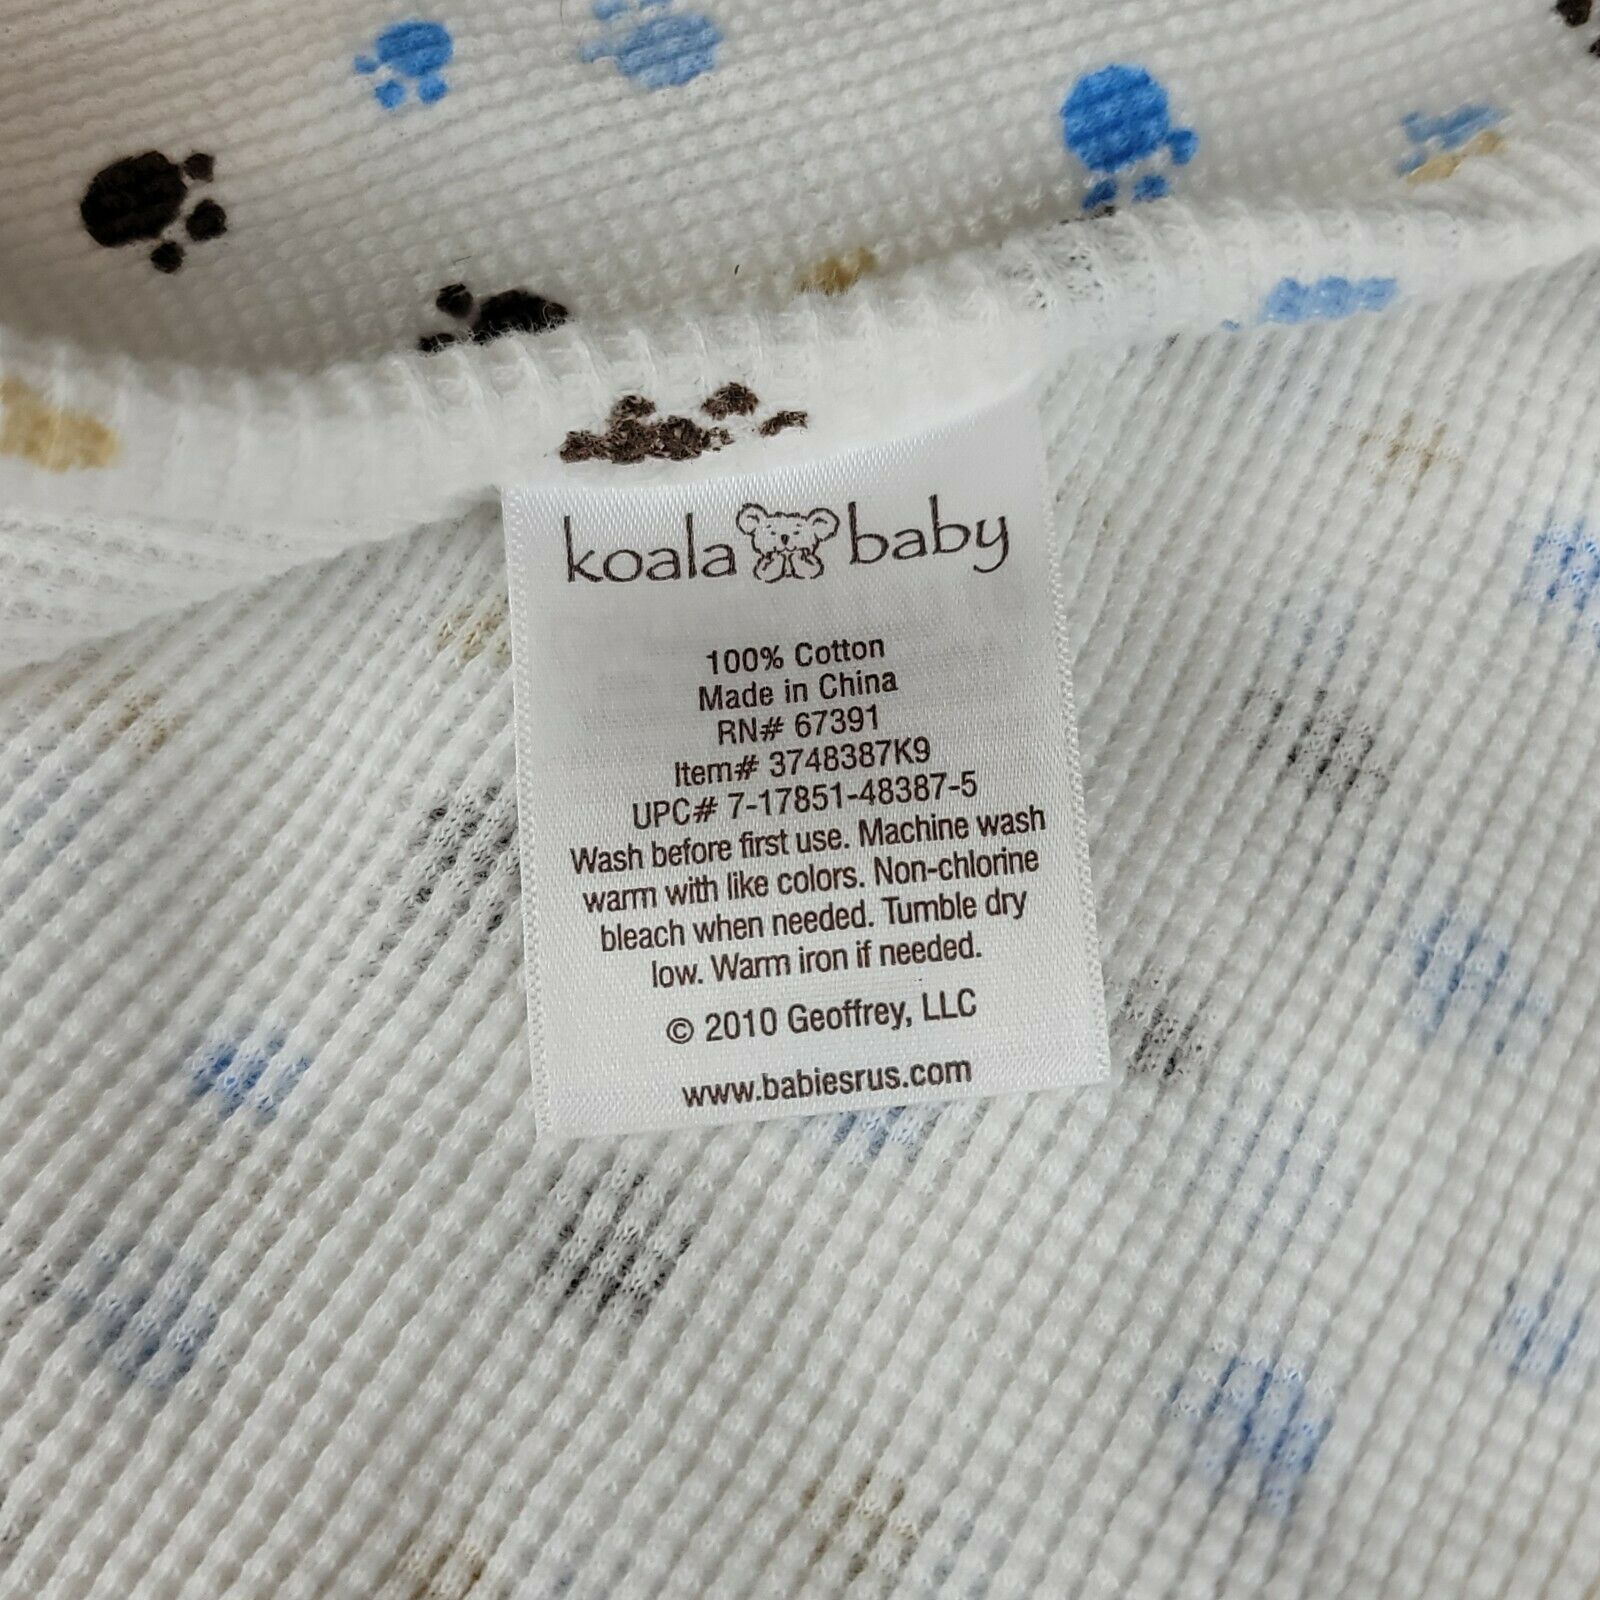 koala baby
100% Cotton
Made in China
RN# 67391
Item# 3748387K9
UPC# 7-17851-48387-5
Wash before first use. Machine wash
warm with like colors. Non-chlorine
bleach when needed. Tumble dry
low. Warm iron if needed.
© 2010 Geoffrey, LLC
www.babiesrus.com